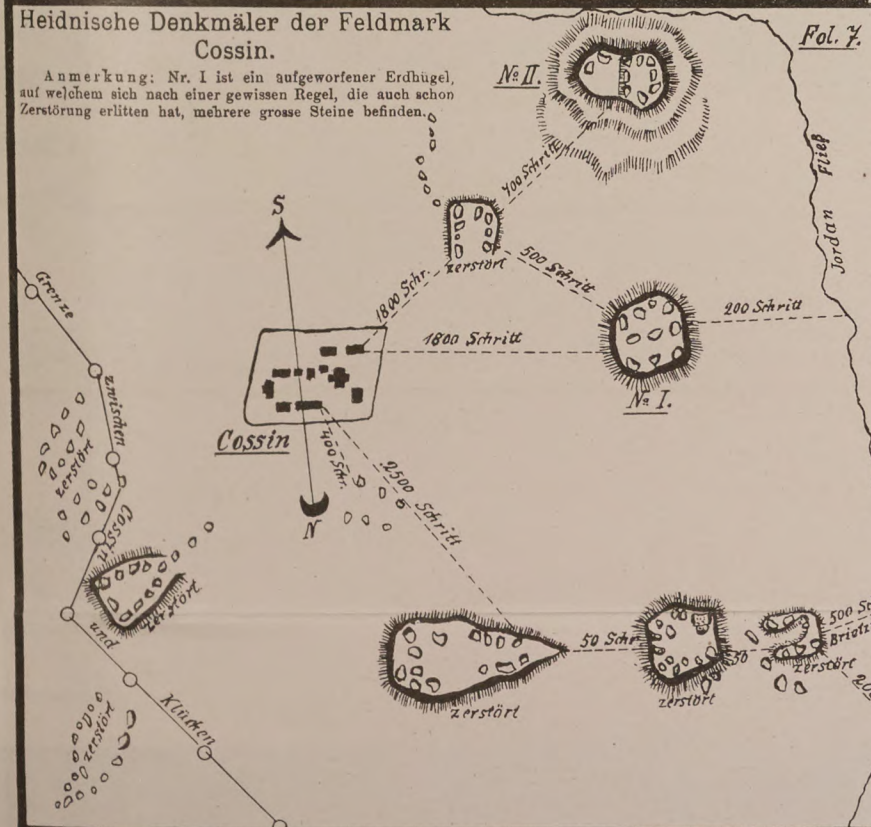 Heidnische Denkmäler der Feldmark
Cossin.
Anmerkung: Nr. I ist ein aufgeworfener Erdhügel,
auf welchem sich nach einer gewissen Regel, die auch schon
Zerstörung erlitten hat, mehrere grosse Steine befinden.
Fol. 7.
No II.
400 Schritt
Jordan Fließ
S
zerstört
500 Schritt
1800 Schr.
200 Schritt
1800 Schritt
No I.
Grenze
zwischen
Cossin
und
Klücken
zerstört
Cossin
400 Schr.
2500 Schritt
N
zerstört
50 Schr
50
500 Sc
zerstört
zerstört
zerstört
zerstört